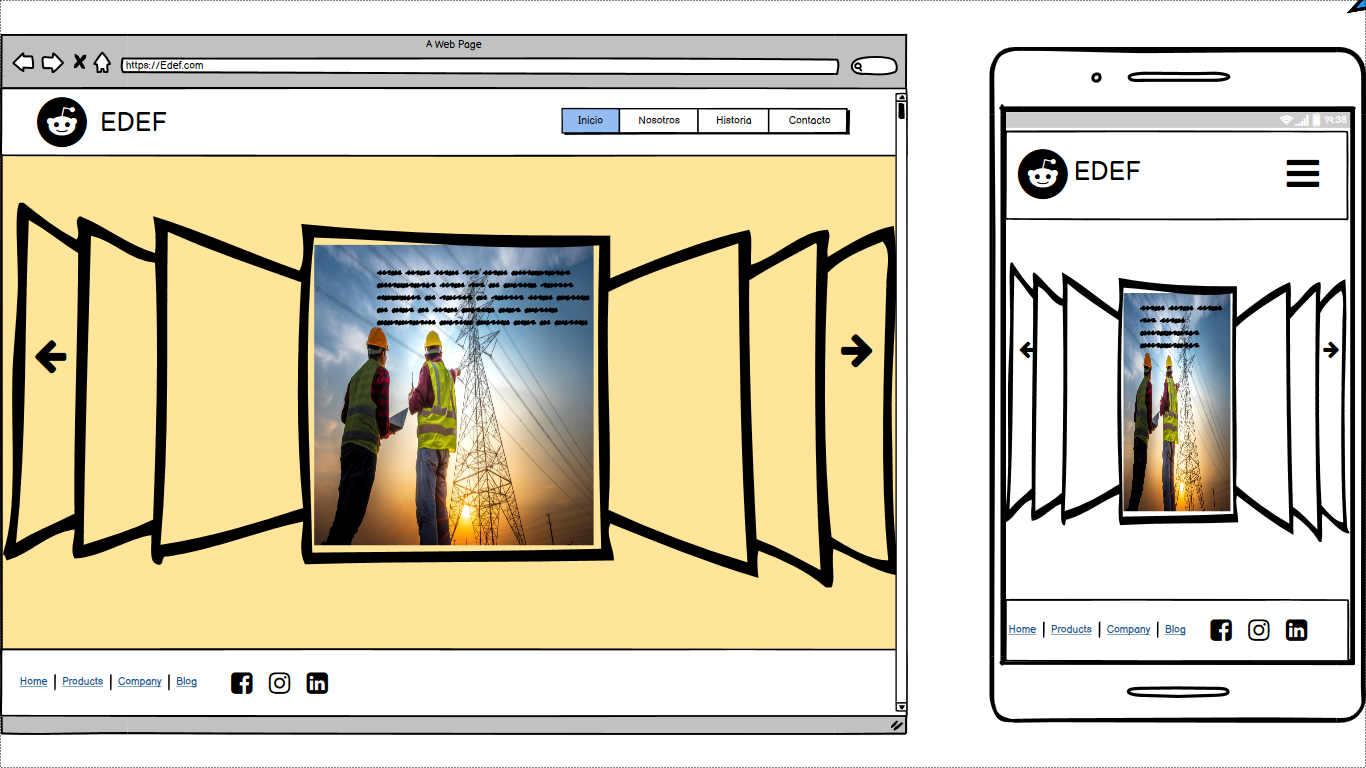 A Web Page
https://Edef.com
EDEF
Inicio Nosotros Historia Contacto
Home Products Company Blog
19:38
EDEF
Home Products Company Blog